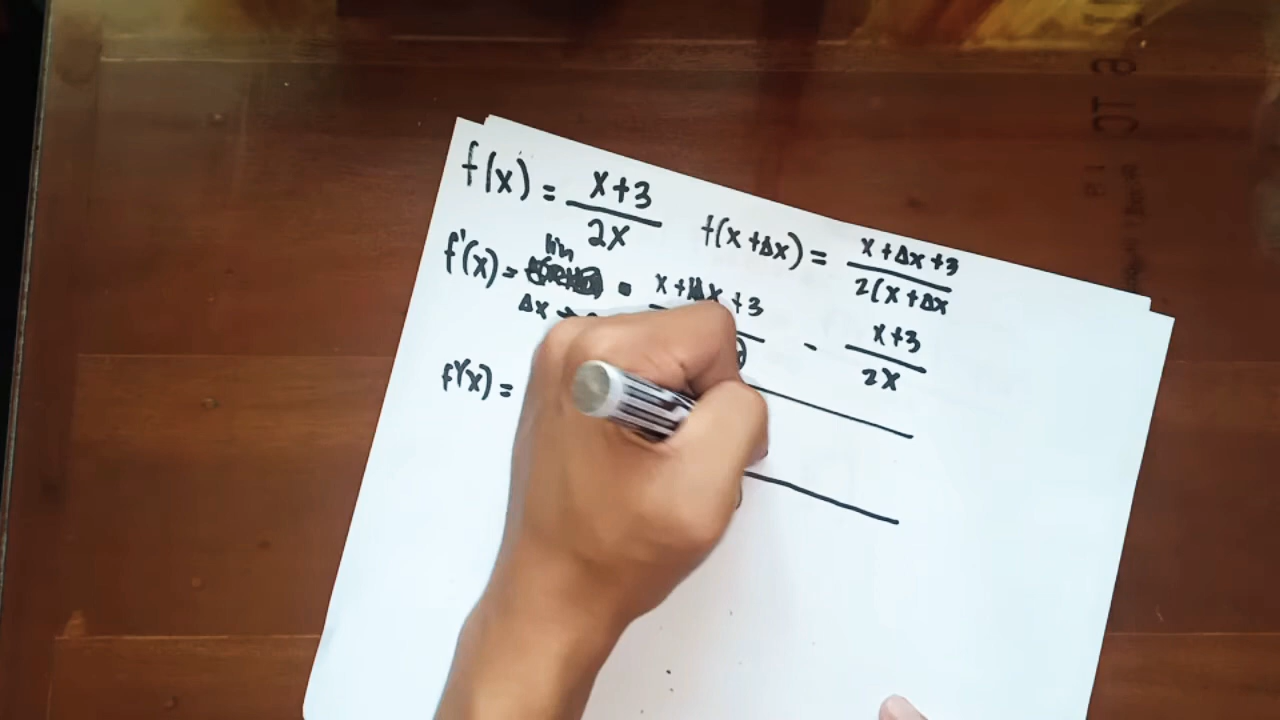 f(x) = x+3 / 2x
f(x+Δx) = x+Δx+3 / 2(x+Δx
f'(x) = lim Δx → x+Δx+3 - x+3 / 2x
f'(x) =